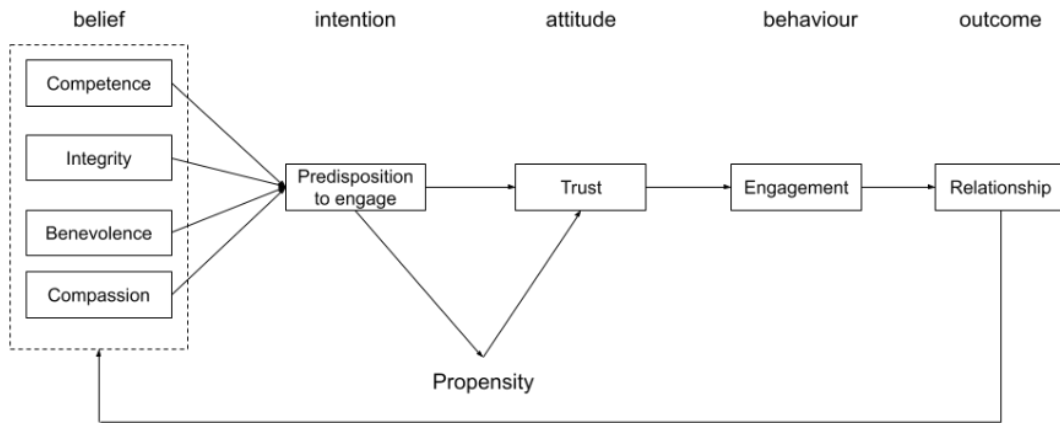 belief
intention
attitude
behaviour
outcome
Competence
Integrity
Benevolence
Compassion
Predisposition
to engage
Trust
Engagement
Relationship
Propensity